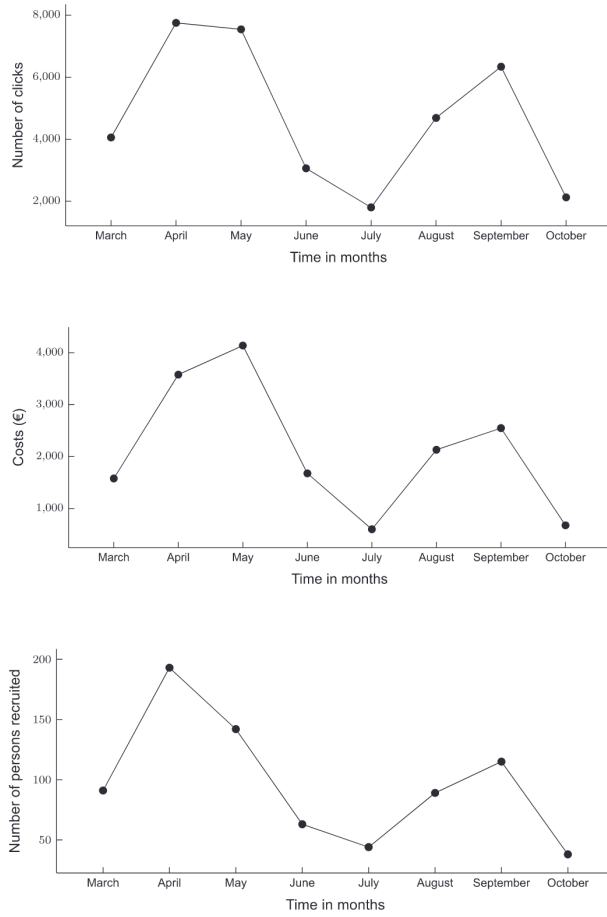 Number of clicks
8,000
6,000
4,000
2,000
March April May June July August September October
Time in months
Costs (€)
4,000
3,000
2,000
1,000
March April May June July August September October
Time in months
Number of persons recruited
200
150
100
50
March April May June July August September October
Time in months